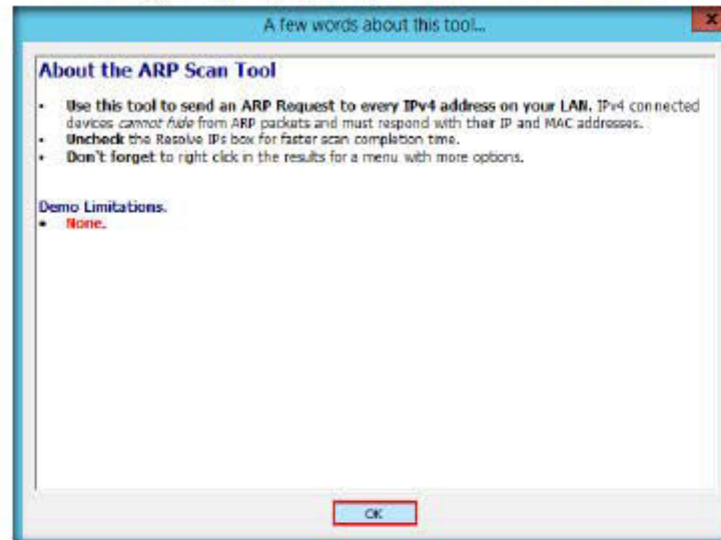 A few words about this tool...
x
About the ARP Scan Tool
• Use this tool to send an ARP Request to every IPv4 address on your LAN. IPv4 connected
devices cannot hide from ARP packets and must respond with their IP and MAC addresses.
• Uncheck the Resolve IPs box for faster scan completion time.
• Don't forget to right click in the results for a menu with more options.
Demo Limitations.
• None.
OK